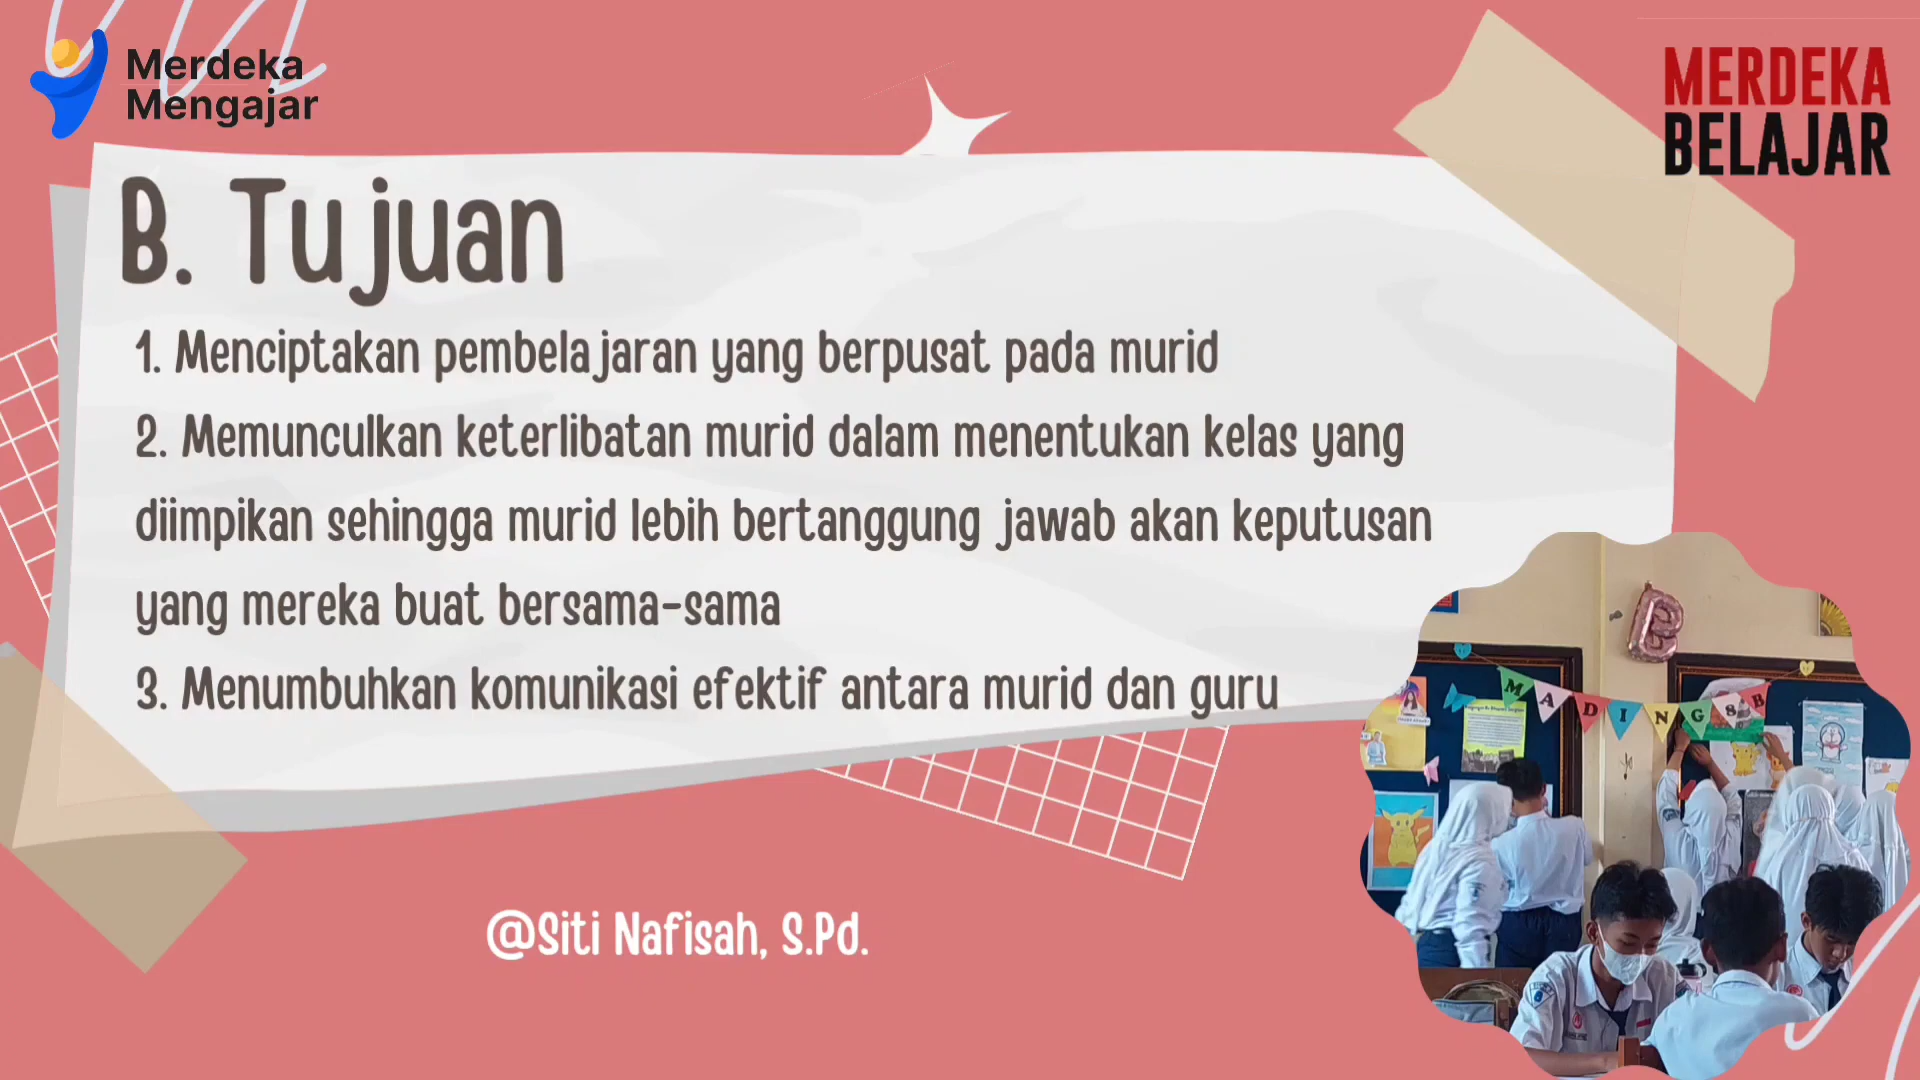 Merdeka
Mengajar
MERDEKA
BELAJAR
B. Tujuan
1. Menciptakan pembelajaran yang berpusat pada murid
2. Memunculkan keterlibatan murid dalam menentukan kelas yang
diimpikan sehingga murid lebih bertanggung jawab akan keputusan
yang mereka buat bersama-sama
3. Menumbuhkan komunikasi efektif antara murid dan guru
B
MADING 8B
@Siti Nafisah, S.Pd.